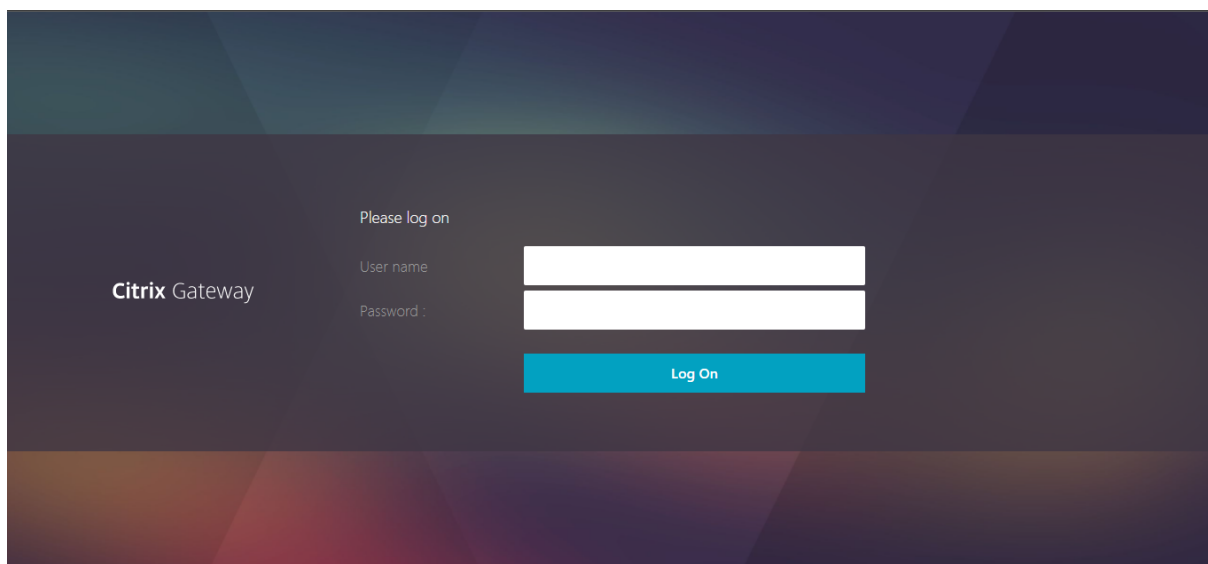 Please log on
User name
Citrix Gateway
Password :
Log On